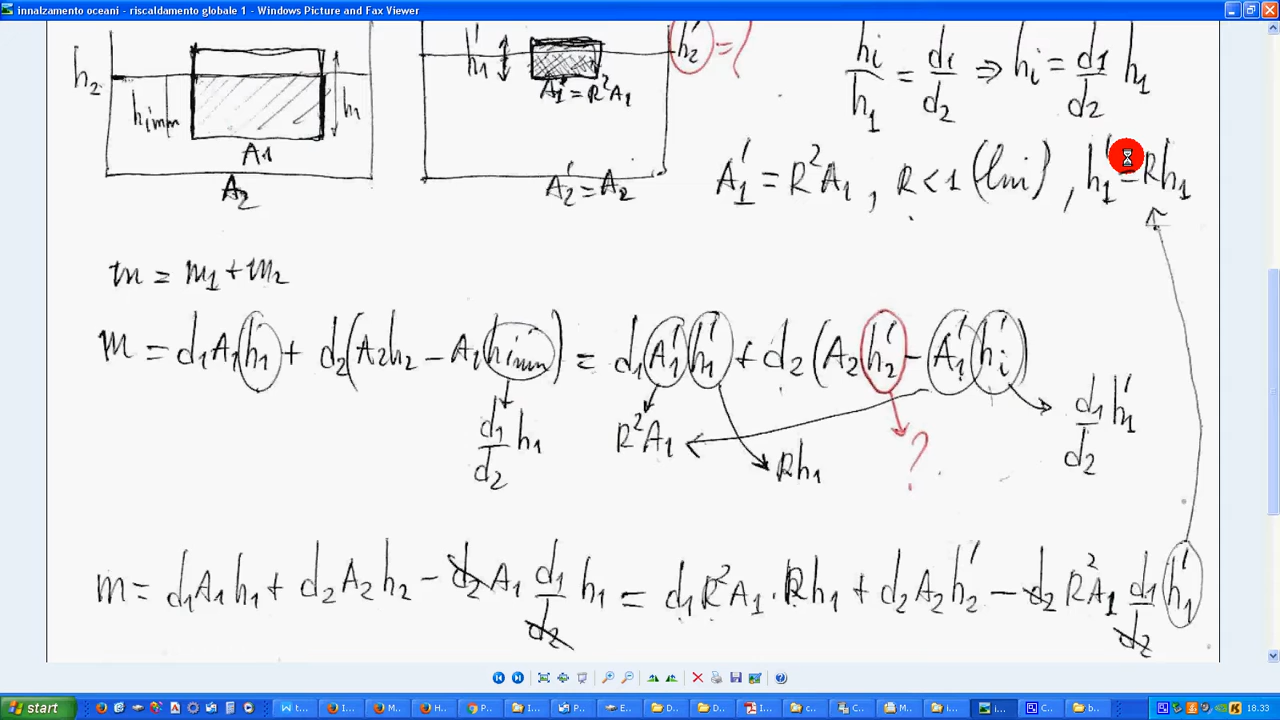 innalzamento oceani - riscaldamento globale 1 - Windows Picture and Fax Viewer
h₂
h_imm
h₁
A1
A₂
h₁'
A₁' = R²A₁
A₂' = A₂
h₂' = (
hᵢ/h₁ = d₁/d₂ ⇒ hᵢ = d1/d₂ h₁
A₁' = R²A₁, R<1 (lmi), h₁' = Rh₁
m = m₁ + m₂
m = d₁A₁h₁ + d₂(A₂h₂ - A₁h_imm) = d₁A₁'h₁' + d₂(A₂h₂' - A₁'hᵢ')
d₁/d₂ h₁
R²A₁
Rh₁
?
d₁/d₂ h₁'
m = d₁A₁h₁ + d₂A₂h₂ - d₂A₁ d₁/d₂ h₁ = d₁R²A₁·Rh₁ + d₂A₂h₂' - d₂R²A₁ d₁/d₂ h₁'
start
18.33